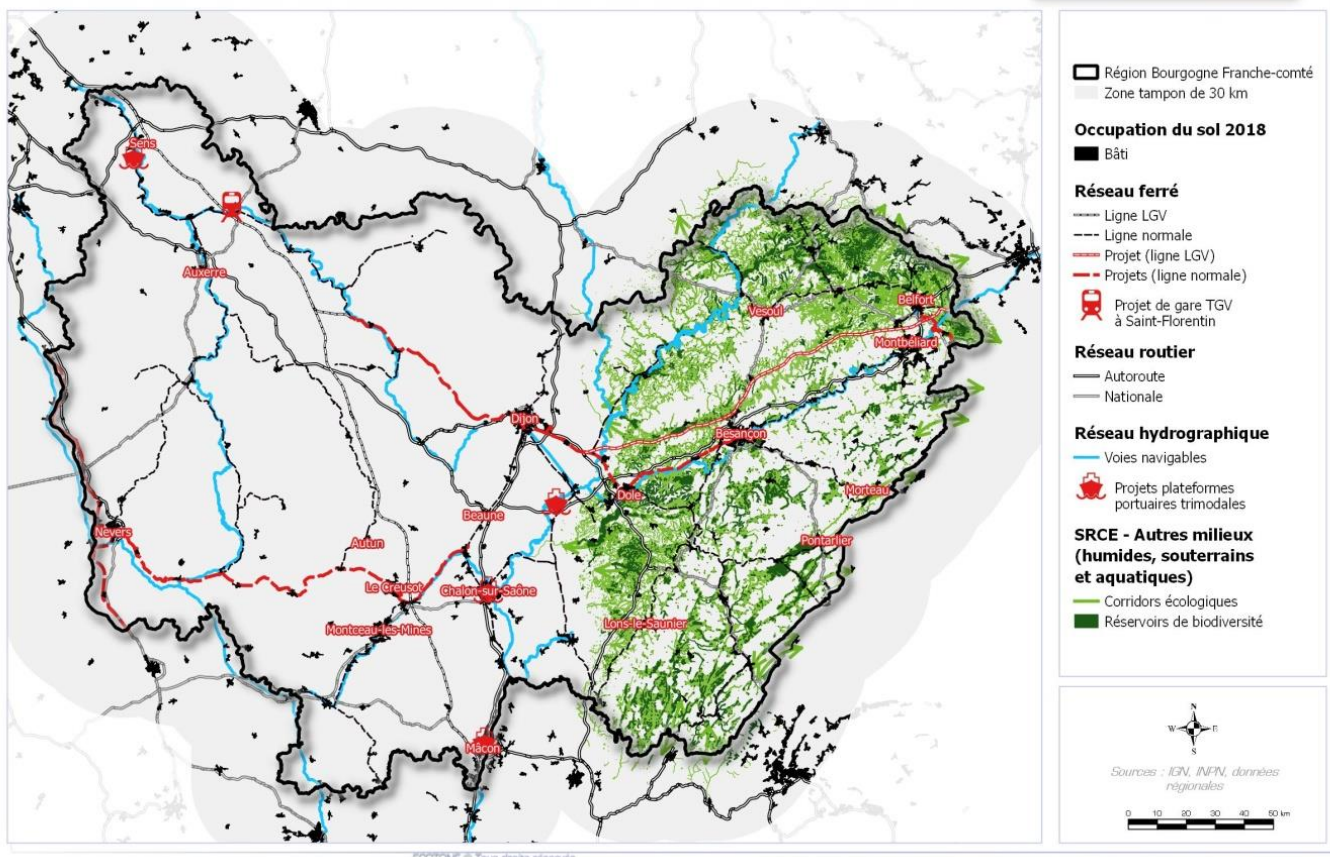 Sens
Auxerre
Vesoul
Belfort
Montbéliard
Dijon
Besançon
Dole
Beaune
Morteau
Nevers
Autun
Pontarlier
Le Creusot
Chalon-sur-Saône
Montceau-les-Mines
Lons-le-Saunier
Mâcon
Région Bourgogne Franche-comté
Zone tampon de 30 km
Occupation du sol 2018
Bâti
Réseau ferré
Ligne LGV
Ligne normale
Projet (ligne LGV)
Projets (ligne normale)
Projet de gare TGV
à Saint-Florentin
Réseau routier
Autoroute
Nationale
Réseau hydrographique
Voies navigables
Projets plateformes
portuaires trimodales
SRCE - Autres milieux
(humides, souterrains
et aquatiques)
Corridors écologiques
Réservoirs de biodiversité
N
W E
S
Sources : IGN, INPN, données
régionales
0 10 20 30 40 50 km